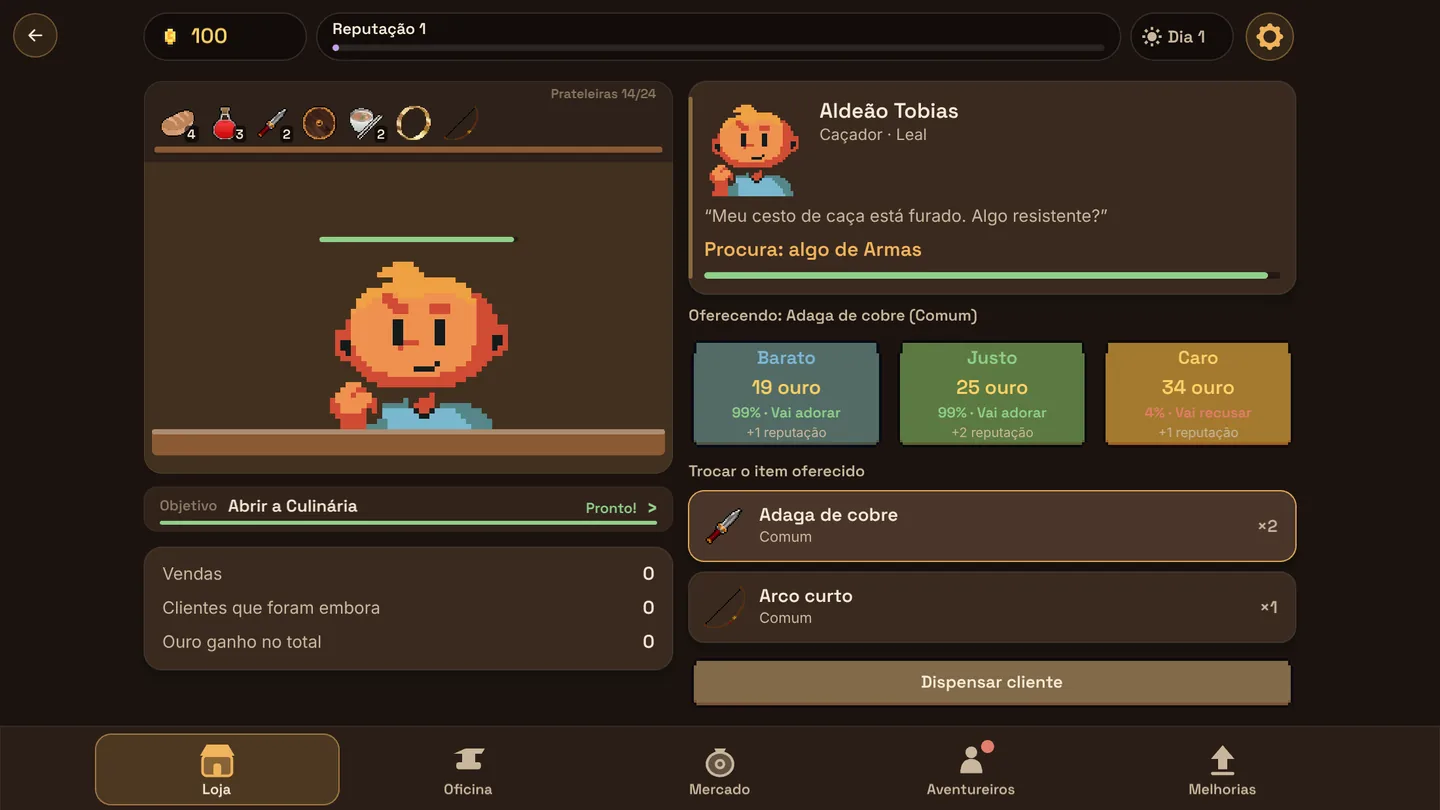 100
Reputação 1
Dia 1
Prateleiras 14/24
4
3
2
2
Aldeão Tobias
Caçador · Leal
“Meu cesto de caça está furado. Algo resistente?”
Procura: algo de Armas
Oferecendo: Adaga de cobre (Comum)
Barato
19 ouro
99% · Vai adorar
+1 reputação
Justo
25 ouro
99% · Vai adorar
+2 reputação
Caro
34 ouro
4% · Vai recusar
+1 reputação
Trocar o item oferecido
Adaga de cobre
Comum
×2
Arco curto
Comum
×1
Dispensar cliente
Objetivo Abrir a Culinária Pronto! >
Vendas 0
Clientes que foram embora 0
Ouro ganho no total 0
Loja
Oficina
Mercado
Aventureiros
Melhorias